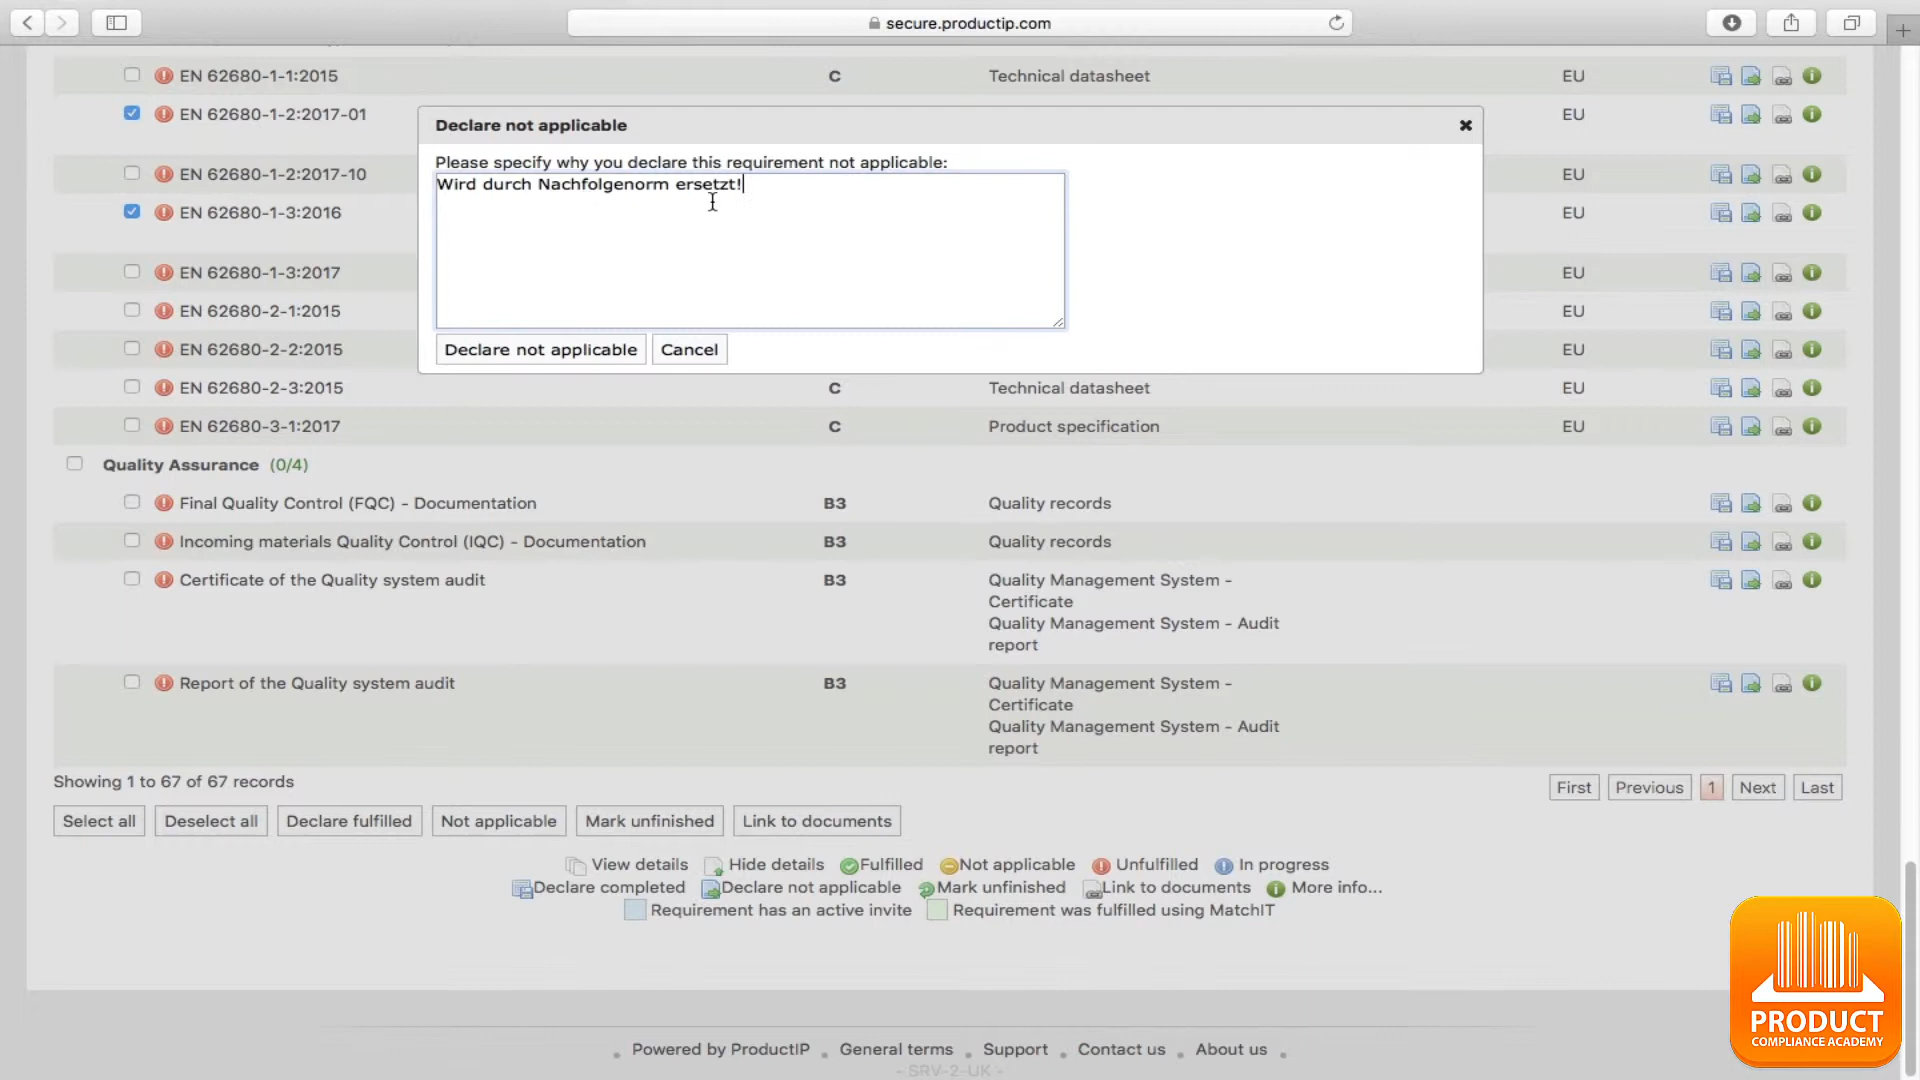 secure.productip.com
EN 62680-1-1:2015 C Technical datasheet EU
EN 62680-1-2:2017-01 EU
Declare not applicable
Please specify why you declare this requirement not applicable:
Wird durch Nachfolgenorm ersetzt!
EN 62680-1-2:2017-10 EU
EN 62680-1-3:2016 EU
EN 62680-1-3:2017 EU
EN 62680-2-1:2015 EU
EN 62680-2-2:2015 EU
Declare not applicable Cancel
EN 62680-2-3:2015 C Technical datasheet EU
EN 62680-3-1:2017 C Product specification EU
Quality Assurance (0/4)
Final Quality Control (FQC) - Documentation B3 Quality records
Incoming materials Quality Control (IQC) - Documentation B3 Quality records
Certificate of the Quality system audit B3 Quality Management System -
Certificate
Quality Management System - Audit
report
Report of the Quality system audit B3 Quality Management System -
Certificate
Quality Management System - Audit
report
Showing 1 to 67 of 67 records
First Previous 1 Next Last
Select all Deselect all Declare fulfilled Not applicable Mark unfinished Link to documents
View details Hide details Fulfilled Not applicable Unfulfilled In progress
Declare completed Declare not applicable Mark unfinished Link to documents More info...
Requirement has an active invite Requirement was fulfilled using MatchIT
PRODUCT
COMPLIANCE ACADEMY
Powered by ProductIP General terms Support Contact us About us
- SRV-2-UK -